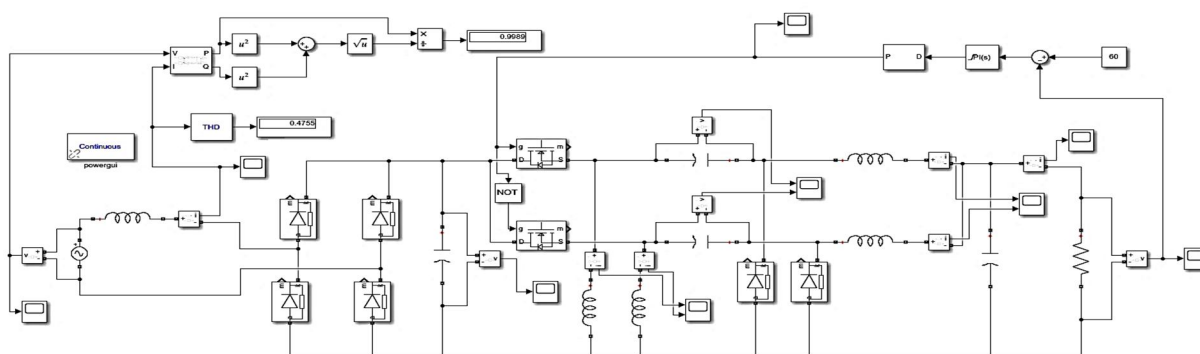 V
P
I
Q
u²
u²
√u
×
÷
0.9989
THD
0.4755
Continuous
powergui
P
D
PI(s)
60
g
m
D
S
NOT
g
m
D
S
v
v
v
v
v